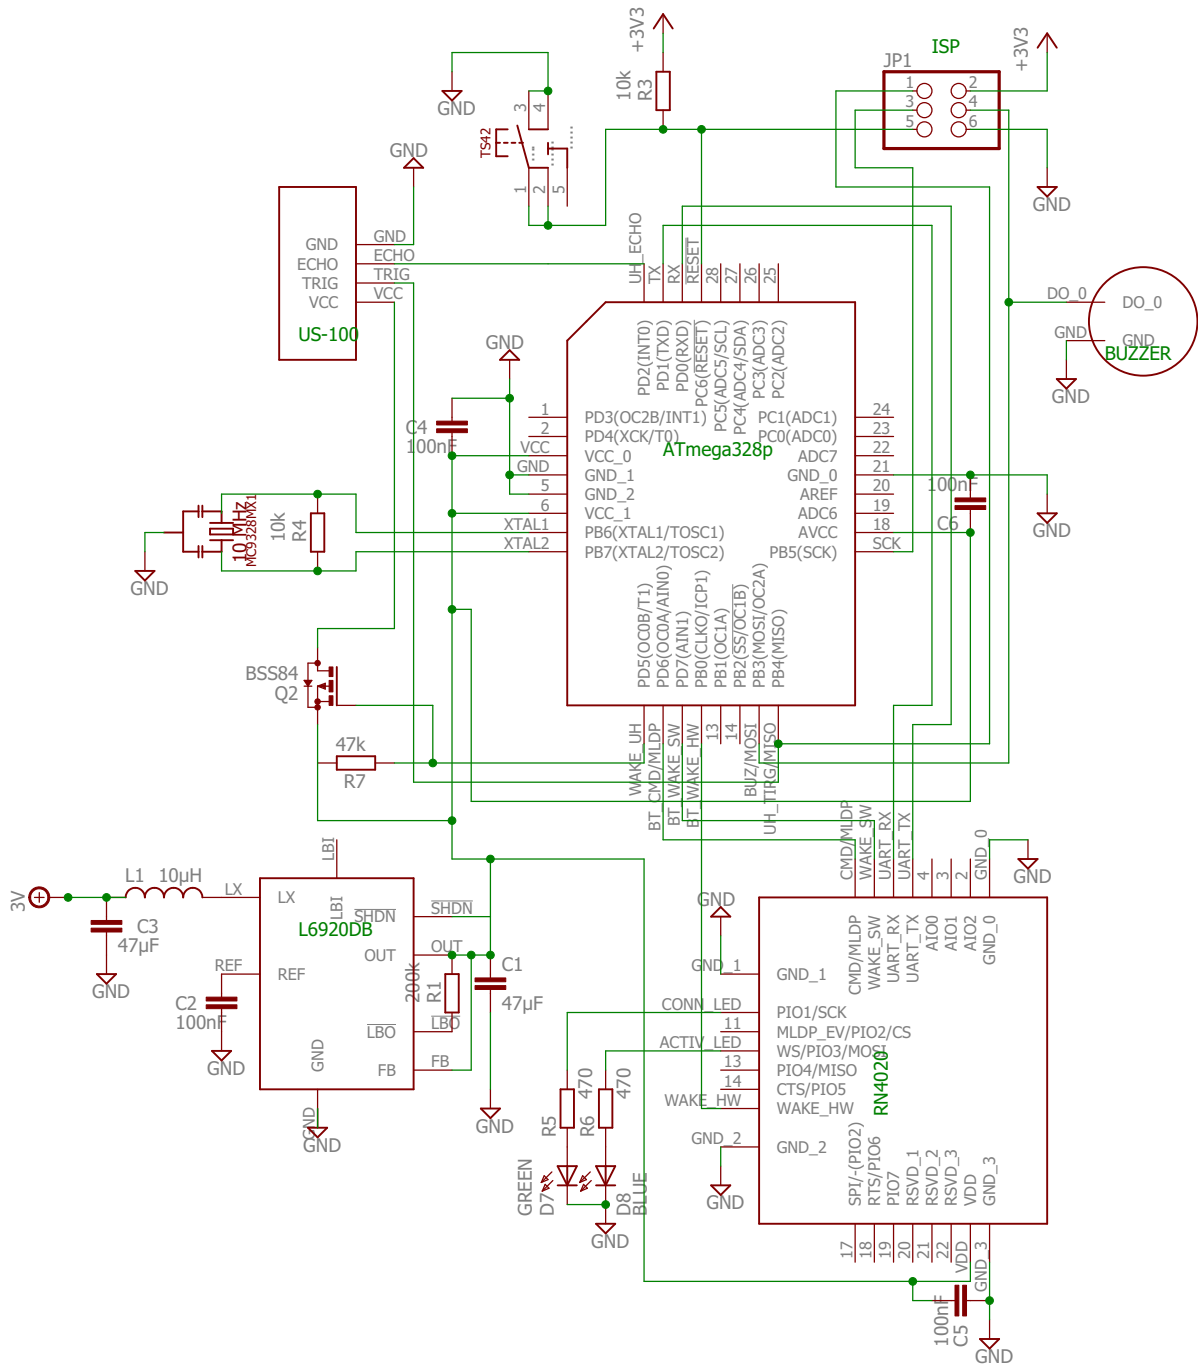 +3V3
10k
R3
ISP
JP1
1
2
3
4
5
6
+3V3
GND
GND
3
4
TS42
1
2
5
GND
GND
ECHO
TRIG
VCC
GND
ECHO
TRIG
VCC
US-100
UH_ECHO
TX
RX
RESET
28
27
26
25
DO_0
GND
DO_0
GND
BUZZER
GND
PD2(INT0)
PD1(TXD)
PD0(RXD)
PC6(RESET)
PC5(ADC5/SCL)
PC4(ADC4/SDA)
PC3(ADC3)
PC2(ADC2)
GND
C4
100nF
1
2
VCC
GND
5
6
XTAL1
XTAL2
PD3(OC2B/INT1)
PD4(XCK/T0)
VCC_0
GND_1
GND_2
VCC_1
PB6(XTAL1/TOSC1)
PB7(XTAL2/TOSC2)
ATmega328p
PC1(ADC1)
PC0(ADC0)
ADC7
GND_0
AREF
ADC6
AVCC
PB5(SCK)
24
23
22
21
20
19
18
SCK
100nF
C6
GND
10 MHz
MC9328MX1
10k
R4
GND
PD5(OC0B/T1)
PD6(OC0A/AIN0)
PD7(AIN1)
PB0(CLKO/ICP1)
PB1(OC1A)
PB2(SS/OC1B)
PB3(MOSI/OC2A)
PB4(MISO)
WAKE_UH
BT_CMD/MLDP
BT_WAKE_SW
BT_WAKE_HW
13
14
BUZ/MOSI
UH_TIRG/MISO
BSS84
Q2
47k
R7
3V
L1
10µH
LX
C3
47µF
GND
REF
C2
100nF
GND
LBI
LX
LBI
SHDN
L6920DB
OUT
REF
LBO
GND
FB
SHDN
OUT
200k
R1
LBO
FB
C1
47µF
GND
GND
GND
CMD/MLDP
WAKE_SW
UART_RX
UART_TX
4
3
2
GND_0
GND
CMD/MLDP
WAKE_SW
UART_RX
UART_TX
AIO0
AIO1
AIO2
GND_0
GND
GND_1
CONN_LED
11
ACTIV_LED
13
14
WAKE_HW
GND_2
GND
GND_1
PIO1/SCK
MLDP_EV/PIO2/CS
WS/PIO3/MOSI
PIO4/MISO
CTS/PIO5
WAKE_HW
GND_2
RN4020
R5
470
R6
470
GREEN
D7
D8
BLUE
GND
SPI/-(PIO2)
RTS/PIO6
PIO7
RSVD_1
RSVD_2
RSVD_3
VDD
GND_3
17
18
19
20
21
22
VDD
GND_3
100nF
C5
GND